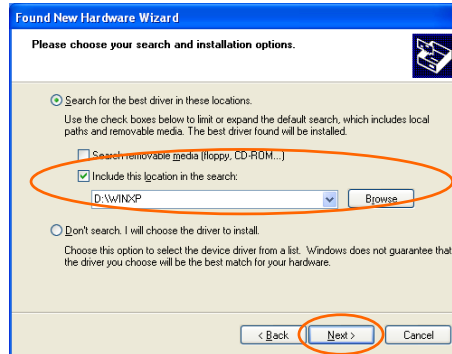 Found New Hardware Wizard
Please choose your search and installation options.
Search for the best driver in these locations.
Use the check boxes below to limit or expand the default search, which includes local
paths and removable media. The best driver found will be installed.
Search removable media (floppy, CD-ROM...)
Include this location in the search:
D:\WINXP
Browse
Don't search. I will choose the driver to install.
Choose this option to select the device driver from a list. Windows does not guarantee that
the driver you choose will be the best match for your hardware.
< Back
Next >
Cancel